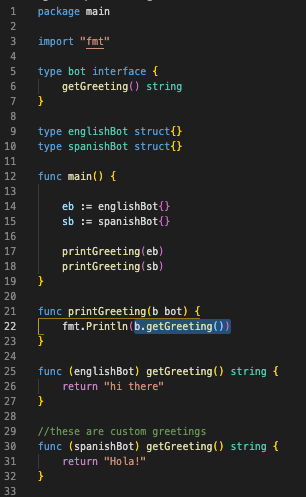 1 package main
2
3 import "fmt"
4
5 type bot interface {
6     getGreeting() string
7 }
8
9 type englishBot struct{}
10 type spanishBot struct{}
11
12 func main() {
13
14     eb := englishBot{}
15     sb := spanishBot{}
16
17     printGreeting(eb)
18     printGreeting(sb)
19 }
20
21 func printGreeting(b bot) {
22     fmt.Println(b.getGreeting())
23 }
24
25 func (englishBot) getGreeting() string {
26     return "hi there"
27 }
28
29 //these are custom greetings
30 func (spanishBot) getGreeting() string {
31     return "Hola!"
32 }
33